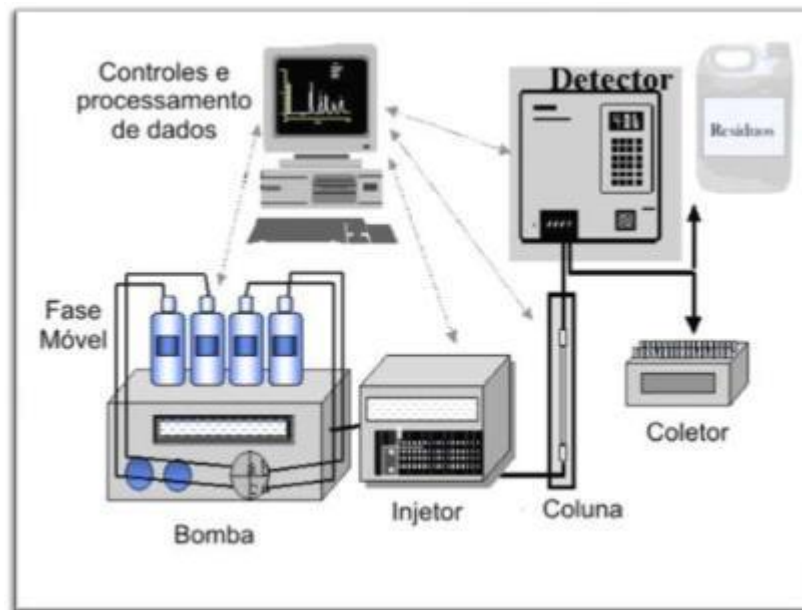 Controles e
processamento
de dados
Detector
Resíduos
Fase
Móvel
Bomba
Injetor
Coluna
Coletor